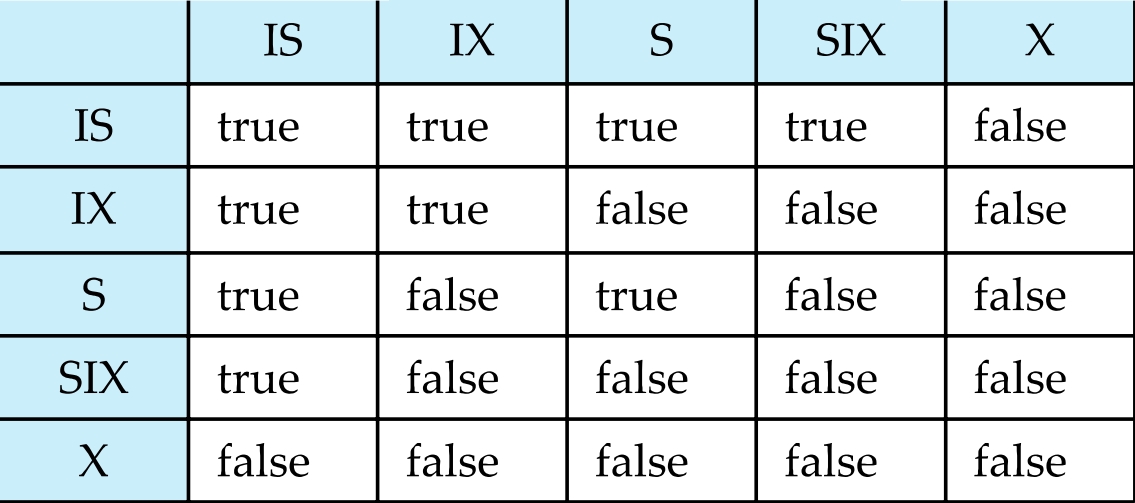 IS IX S SIX X
IS true true true true false
IX true true false false false
S true false true false false
SIX true false false false false
X false false false false false